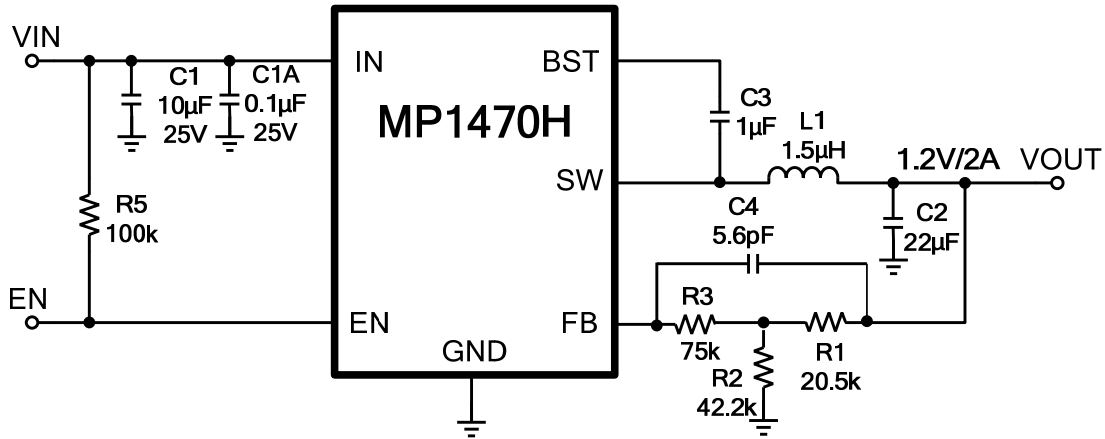 VIN
C1
10µF
25V
C1A
0.1µF
25V
R5
100k
EN
IN
BST
MP1470H
SW
EN
FB
GND
C3
1µF
L1
1.5µH
1.2V/2A
VOUT
C2
22µF
C4
5.6pF
R3
75k
R1
20.5k
R2
42.2k